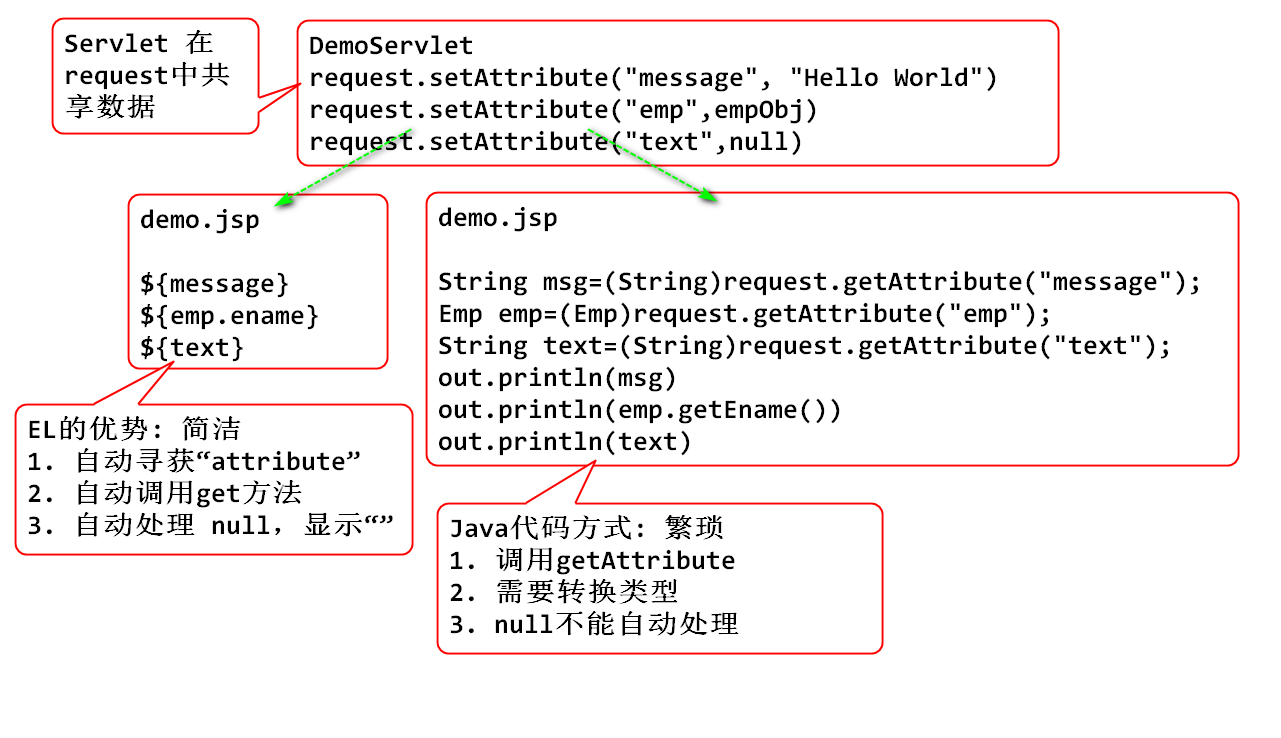 Servlet 在
request中共
享数据
DemoServlet
request.setAttribute("message", "Hello World")
request.setAttribute("emp",empObj)
request.setAttribute("text",null)
demo.jsp
${message}
${emp.ename}
${text}
demo.jsp
String msg=(String)request.getAttribute("message");
Emp emp=(Emp)request.getAttribute("emp");
String text=(String)request.getAttribute("text");
out.println(msg)
out.println(emp.getEname())
out.println(text)
EL的优势: 简洁
1. 自动寻获“attribute”
2. 自动调用get方法
3. 自动处理 null, 显示“”
Java代码方式: 繁琐
1. 调用getAttribute
2. 需要转换类型
3. null不能自动处理